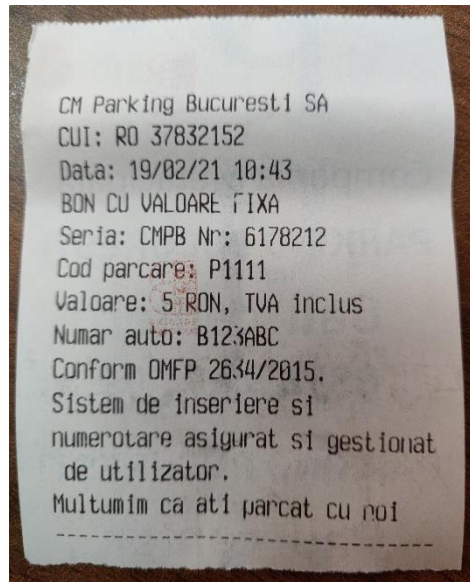 CM Parking Bucuresti SA
CUI: RO 37832152
Data: 19/02/21 10:43
BON CU VALOARE FIXA
Seria: CMPB Nr: 6178212
Cod parcare: P1111
Valoare: 5 RON, TVA inclus
Numar auto: B123ABC
Conform OMFP 2634/2015.
Sistem de inseriere si
numerotare asigurat si gestionat
de utilizator.
Multumim ca ati parcat cu noi
--------------------------------